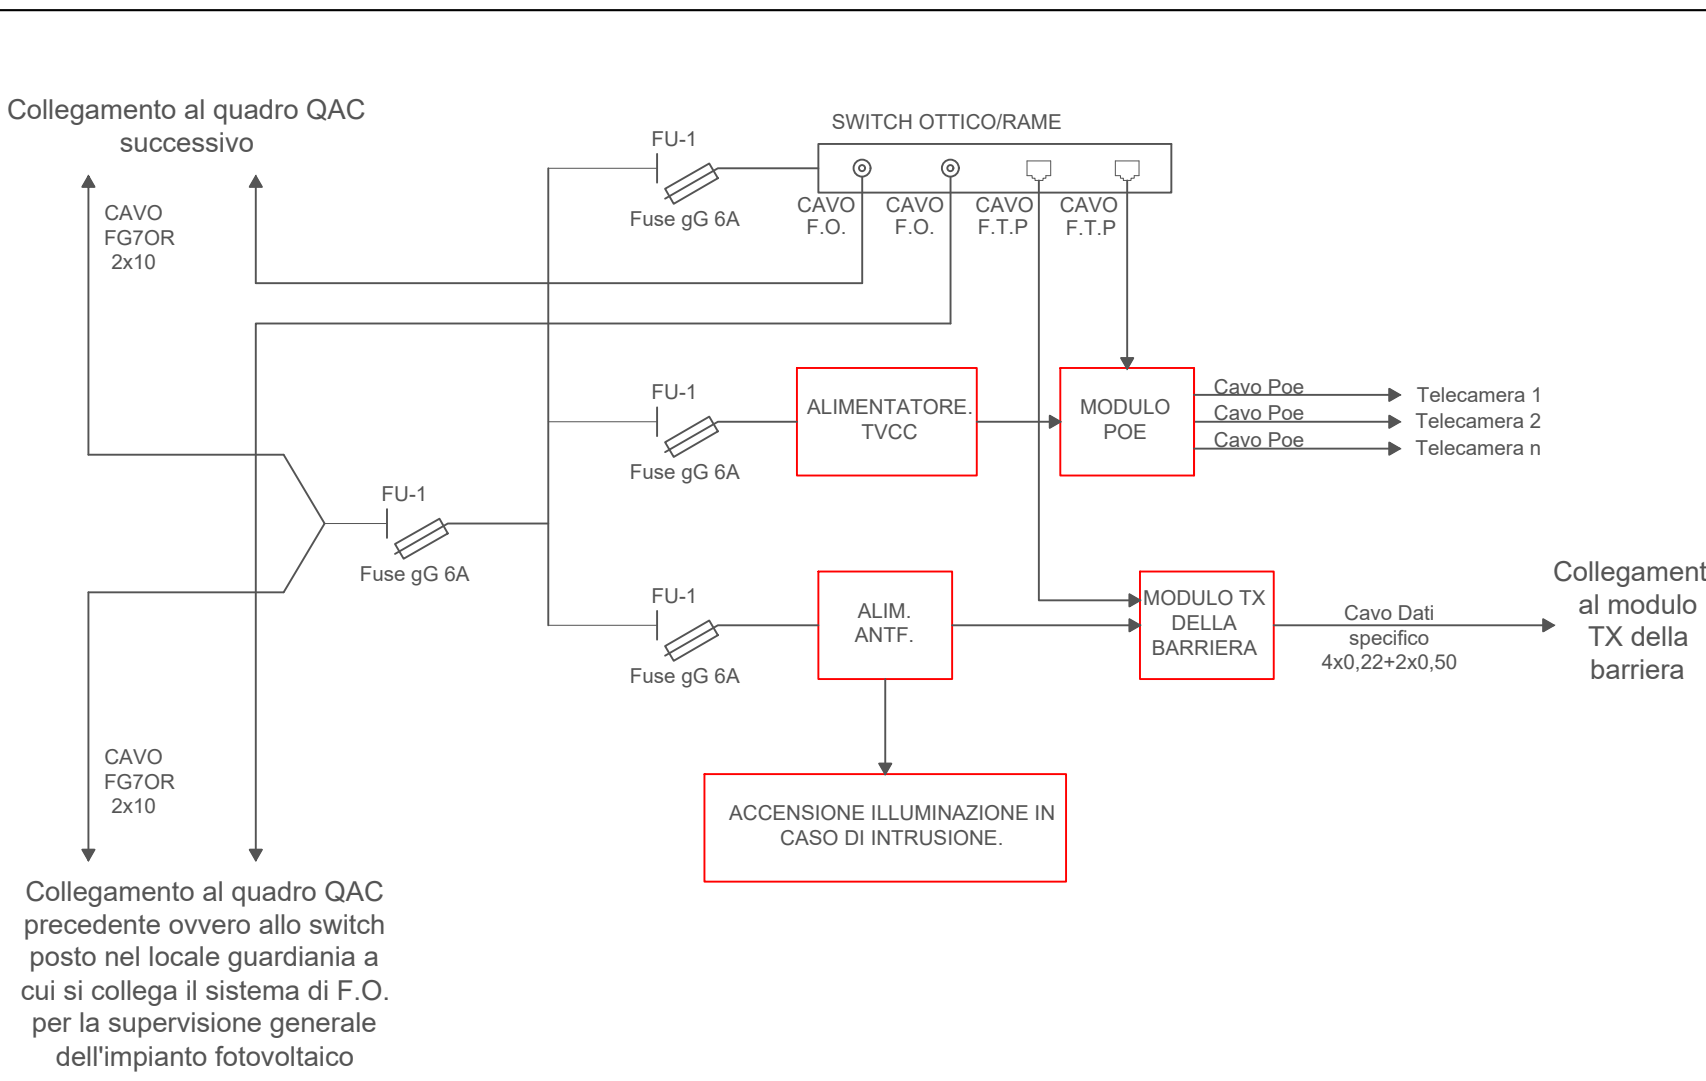 Collegamento al quadro QAC
successivo
CAVO
FG7OR
2x10
FU-1
Fuse gG 6A
SWITCH OTTICO/RAME
CAVO
F.O.
CAVO
F.O.
CAVO
F.T.P
CAVO
F.T.P
FU-1
Fuse gG 6A
ALIMENTATORE.
TVCC
MODULO
POE
Cavo Poe
Telecamera 1
Cavo Poe
Telecamera 2
Cavo Poe
Telecamera n
FU-1
Fuse gG 6A
FU-1
Fuse gG 6A
ALIM.
ANTF.
MODULO TX
DELLA
BARRIERA
Cavo Dati
specifico
4x0,22+2x0,50
Collegament
al modulo
TX della
barriera
ACCENSIONE ILLUMINAZIONE IN
CASO DI INTRUSIONE.
CAVO
FG7OR
2x10
Collegamento al quadro QAC
precedente ovvero allo switch
posto nel locale guardiania a
cui si collega il sistema di F.O.
per la supervisione generale
dell'impianto fotovoltaico